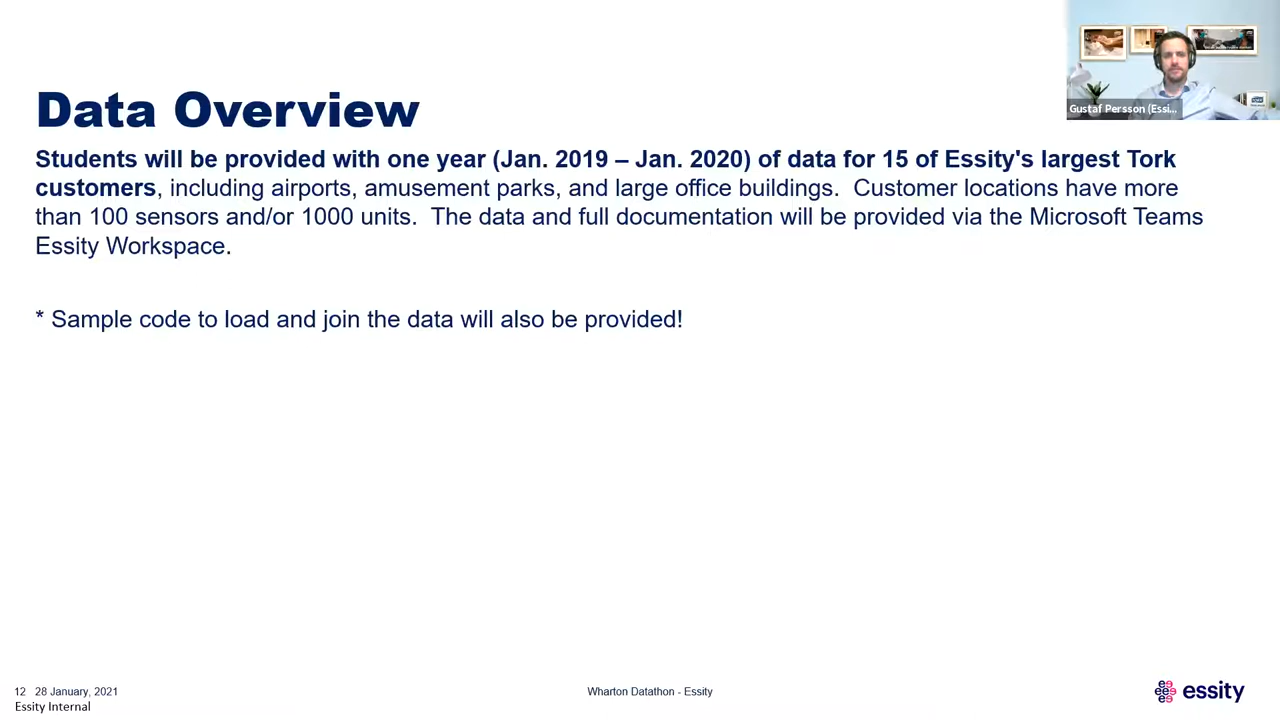 Data Overview
Students will be provided with one year (Jan. 2019 – Jan. 2020) of data for 15 of Essity's largest Tork
customers, including airports, amusement parks, and large office buildings.  Customer locations have more
than 100 sensors and/or 1000 units.  The data and full documentation will be provided via the Microsoft Teams
Essity Workspace.
* Sample code to load and join the data will also be provided!
Gustaf Persson (Essi...
12 28 January, 2021
Essity Internal
Wharton Datathon - Essity
essity